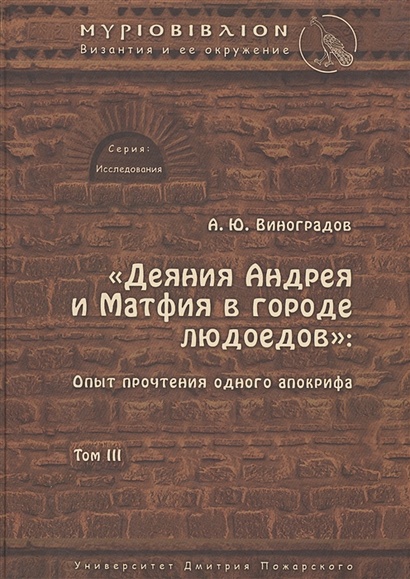 МУРІОВІВЛІОN
Византия и ее окружение
Серия:
Исследования
А. Ю. Виноградов
«Деяния Андрея
и Матфия в городе
людоедов»:
Опыт прочтения одного апокрифа
Том III
Университет Дмитрия Пожарского